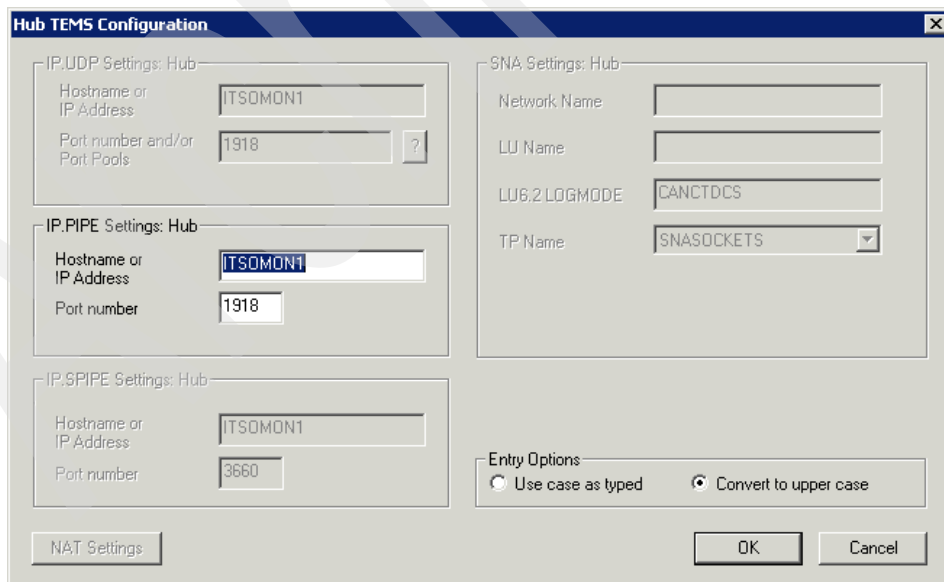 Hub TEMS Configuration
IP.UDP Settings: Hub
Hostname or
IP Address
ITSOMON1
Port number and/or
Port Pools
1918
?
IP.PIPE Settings: Hub
Hostname or
IP Address
ITSOMON1
Port number
1918
IP.SPIPE Settings: Hub
Hostname or
IP Address
ITSOMON1
Port number
3660
NAT Settings
SNA Settings: Hub
Network Name
LU Name
LU6.2 LOGMODE
CANCTDCS
TP Name
SNASOCKETS
Entry Options
Use case as typed
Convert to upper case
OK
Cancel